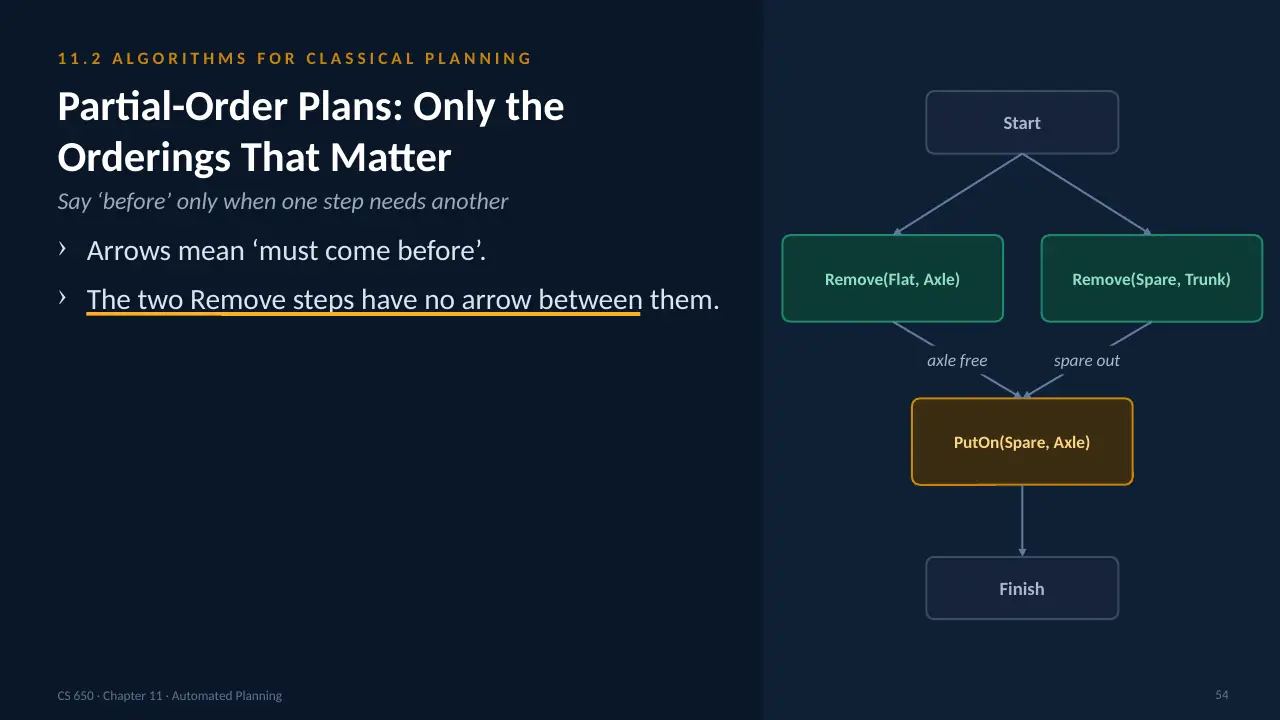 11.2 ALGORITHMS FOR CLASSICAL PLANNING
Partial-Order Plans: Only the
Orderings That Matter
Say ‘before’ only when one step needs another
› Arrows mean ‘must come before’.
› The two Remove steps have no arrow between them.
Start
Remove(Flat, Axle)
Remove(Spare, Trunk)
axle free
spare out
PutOn(Spare, Axle)
Finish
CS 650 · Chapter 11 · Automated Planning
54